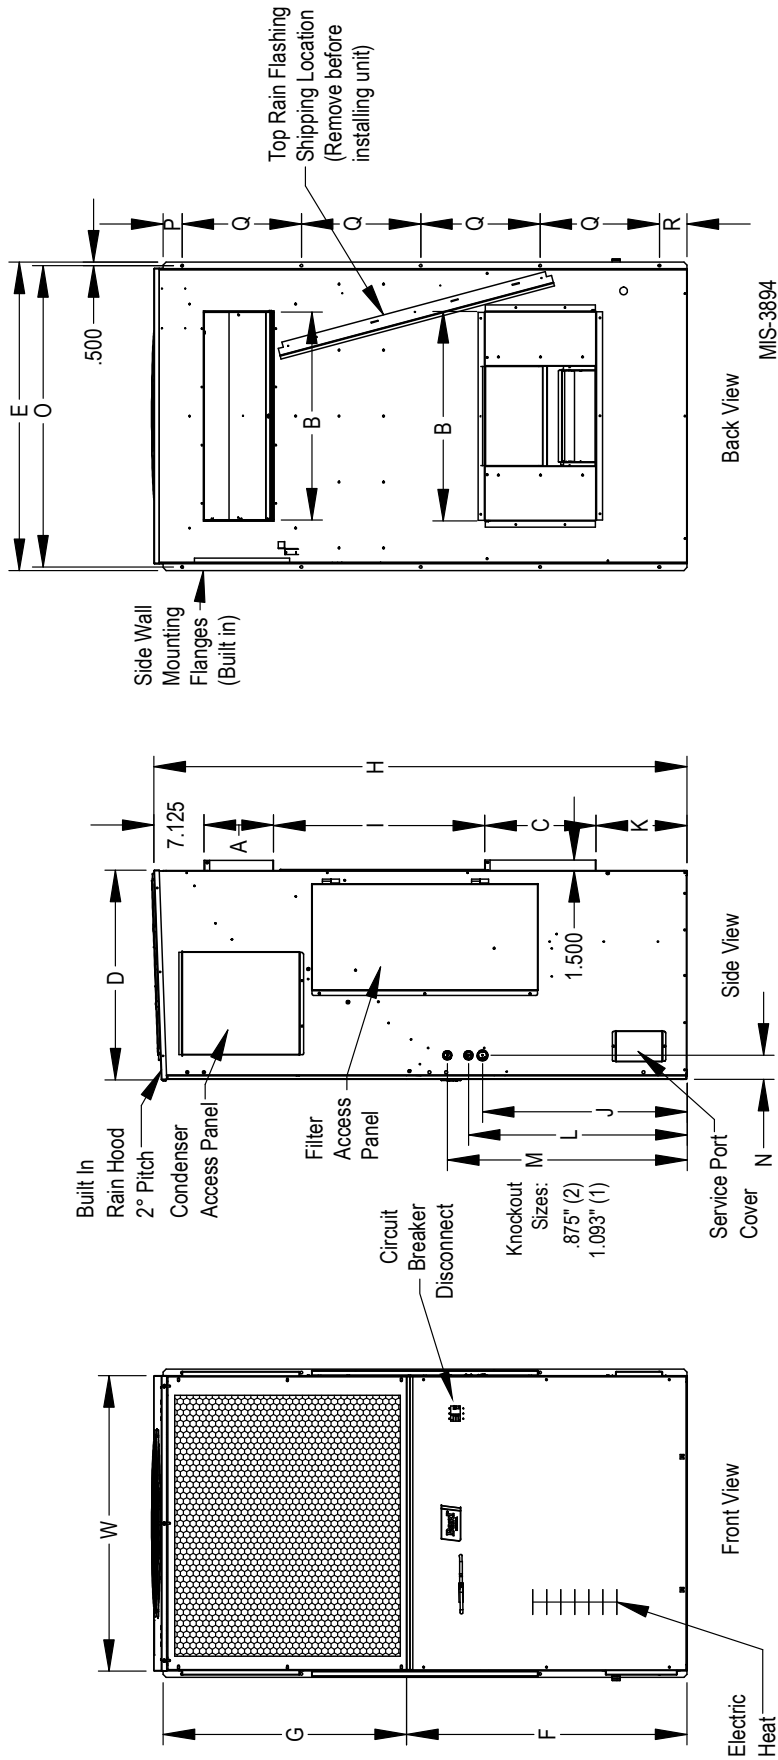 W
G
F
Electric
Heat
Circuit
Breaker
Disconnect
Bard
Front View
Built In
Rain Hood
2° Pitch
Condenser
Access Panel
Filter
Access
Panel
Knockout
Sizes:
.875" (2)
1.093" (1)
Service Port
Cover
D
H
7.125
A
I
C
K
1.500
M
L
J
N
Side View
Side Wall
Mounting
Flanges
(Built in)
E
O
.500
P
Q
Q
Q
Q
R
B
B
Top Rain Flashing
Shipping Location
(Remove before
installing unit)
Back View
MIS-3894